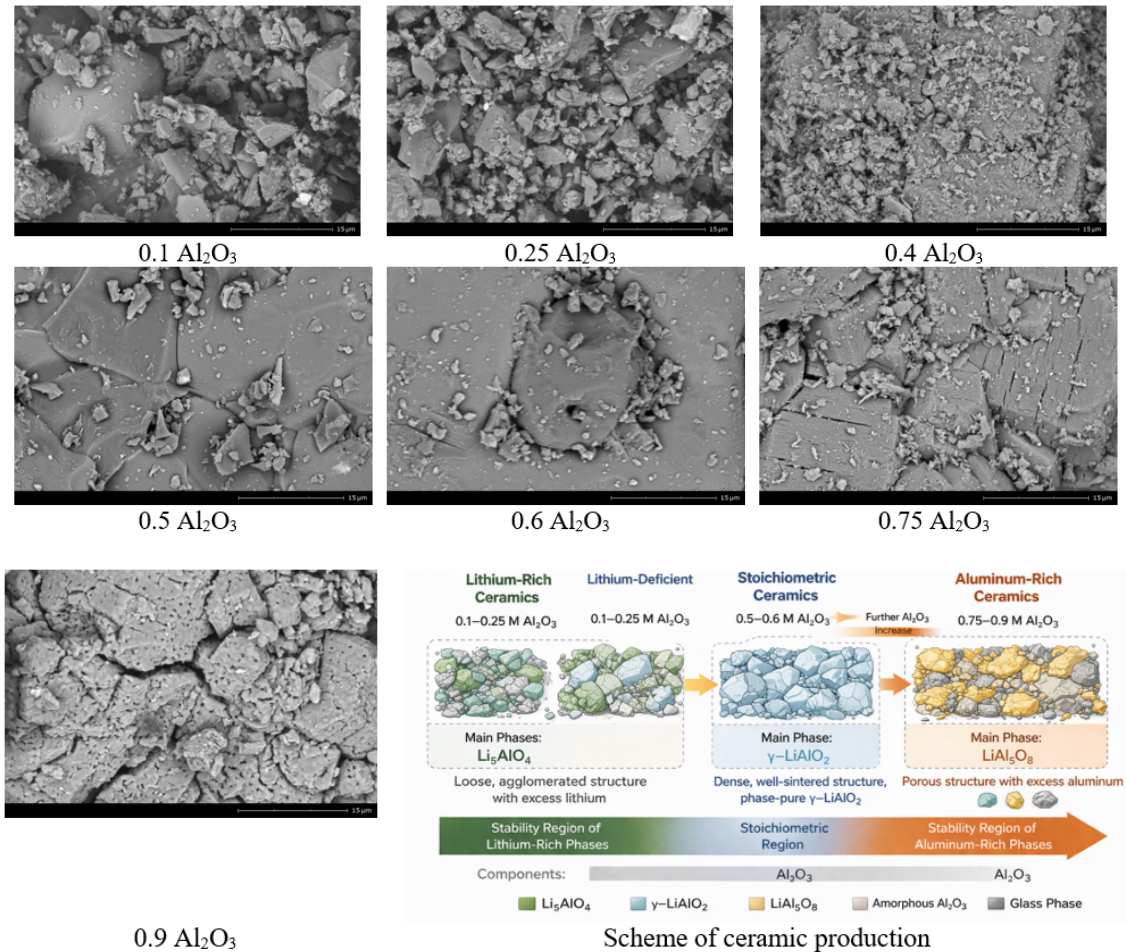 15 µm
15 µm
15 µm
0.1 Al₂O₃
0.25 Al₂O₃
0.4 Al₂O₃
15 µm
15 µm
15 µm
0.5 Al₂O₃
0.6 Al₂O₃
0.75 Al₂O₃
15 µm
0.9 Al₂O₃
Lithium-Rich
Ceramics
0.1–0.25 M Al₂O₃
Lithium-Deficient
0.1–0.25 M Al₂O₃
Stoichiometric
Ceramics
0.5–0.6 M Al₂O₃
Further Al₂O₃
Increase
Aluminum-Rich
Ceramics
0.75–0.9 M Al₂O₃
Main Phases:
Li₅AlO₄
Main Phase:
γ–LiAlO₂
Main Phase:
LiAl₅O₈
Loose, agglomerated structure
with excess lithium
Dense, well-sintered structure,
phase-pure γ–LiAlO₂
Porous structure with excess aluminum
Stability Region of
Lithium-Rich Phases
Stoichiometric
Region
Stability Region of
Aluminum-Rich Phases
Components:
Al₂O₃
Al₂O₃
Li₅AlO₄
γ–LiAlO₂
LiAl₅O₈
Amorphous Al₂O₃
Glass Phase
Scheme of ceramic production